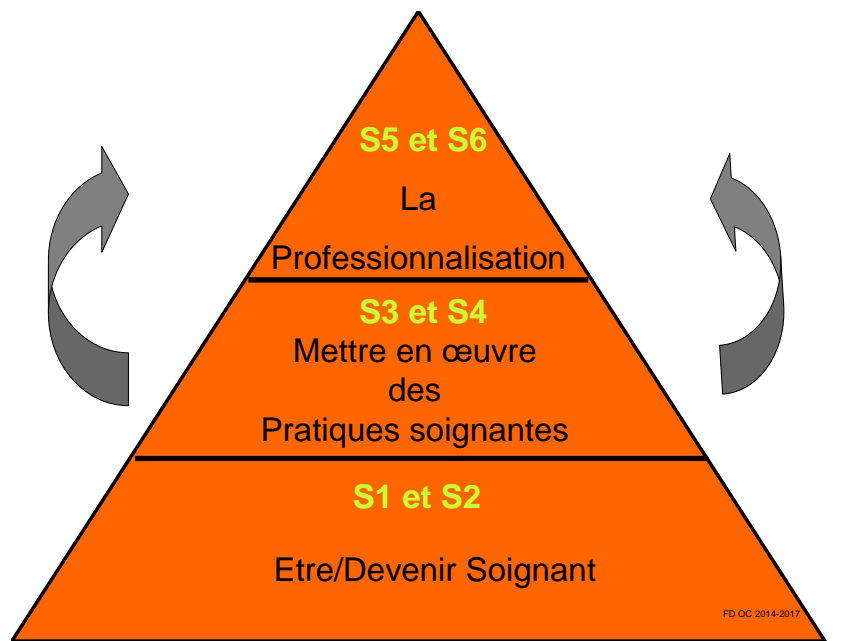 S5 et S6
La
Professionnalisation
S3 et S4
Mettre en œuvre
des
Pratiques soignantes
S1 et S2
Etre/Devenir Soignant
FD OC 2014-2017